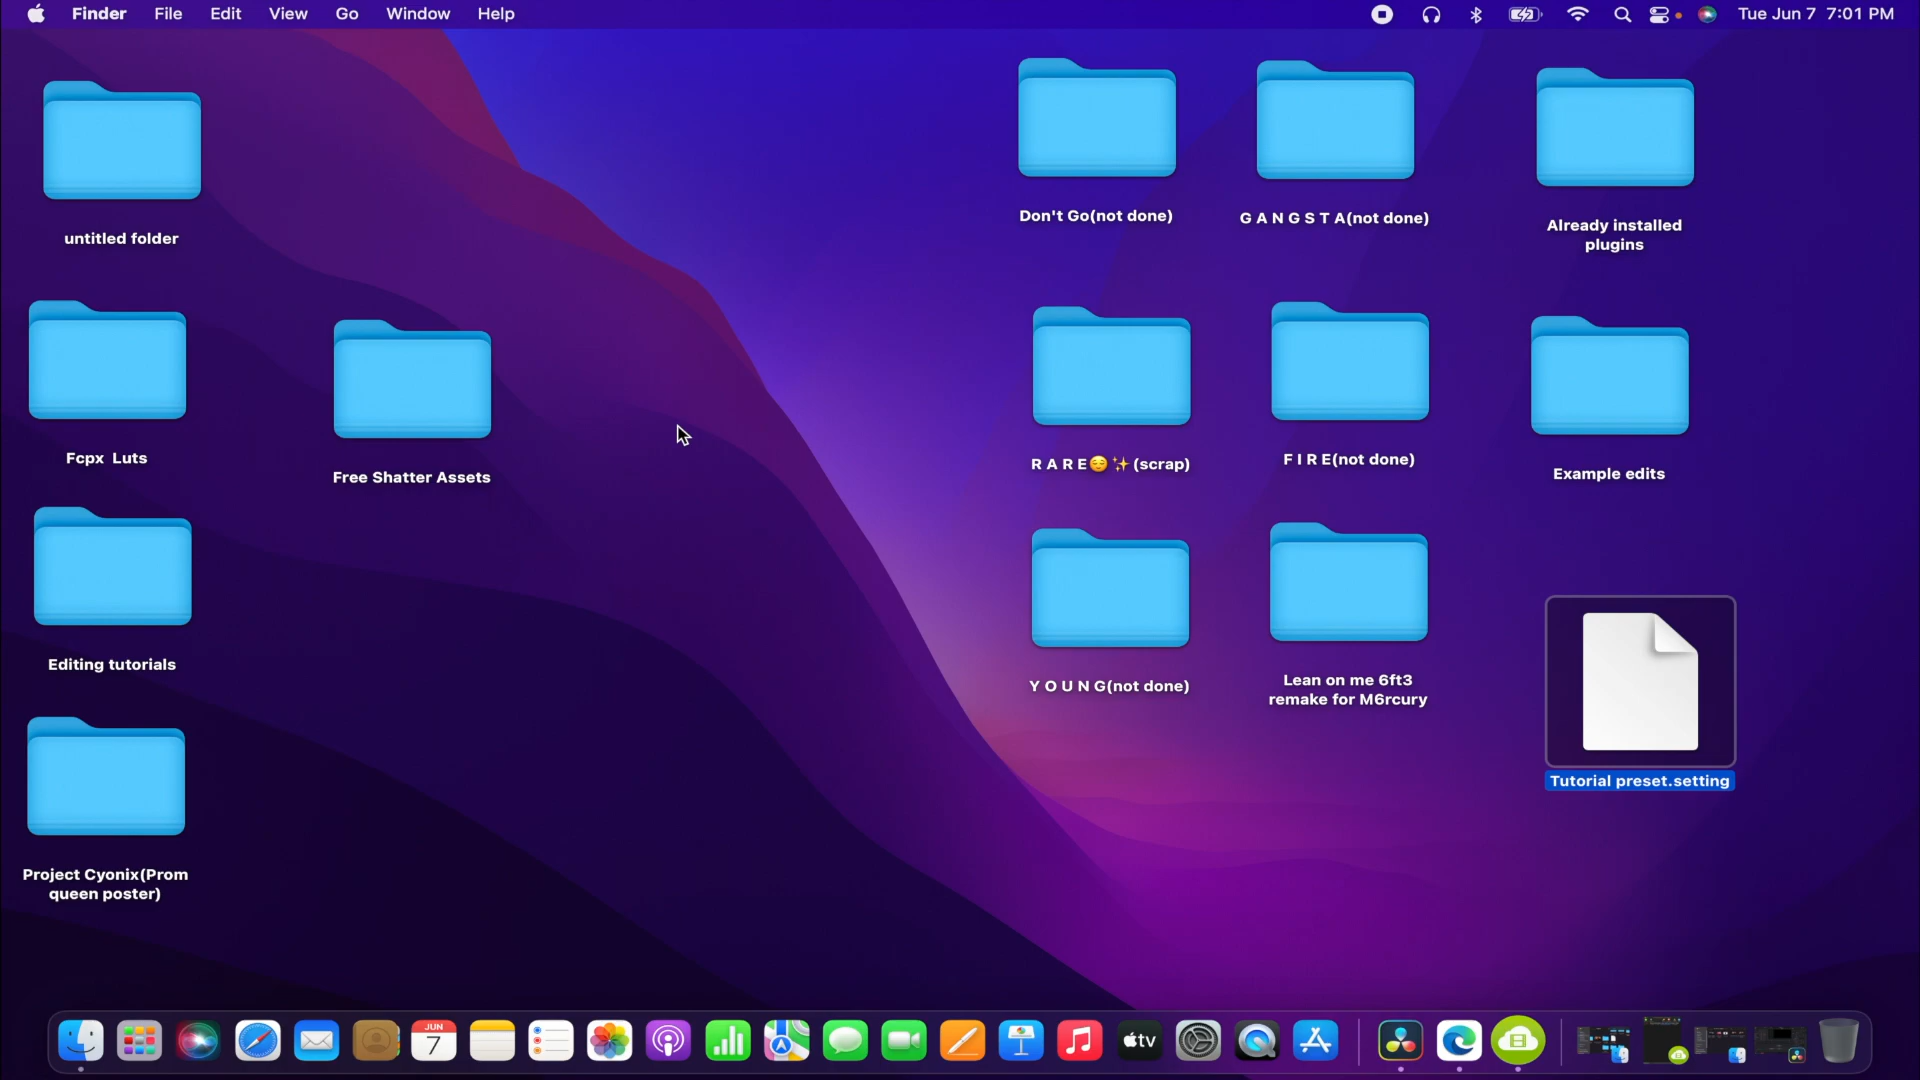 Finder File Edit View Go Window Help Tue Jun 7 7:01 PM
untitled folder
Don't Go(not done)
G A N G S T A(not done)
Already installed
plugins
Fcpx Luts
Free Shatter Assets
R A R E😌✨(scrap)
F I R E(not done)
Example edits
Editing tutorials
Y O U N G(not done)
Lean on me 6ft3
remake for M6rcury
Tutorial preset.setting
Project Cyonix(Prom
queen poster)
JUN
7
tv